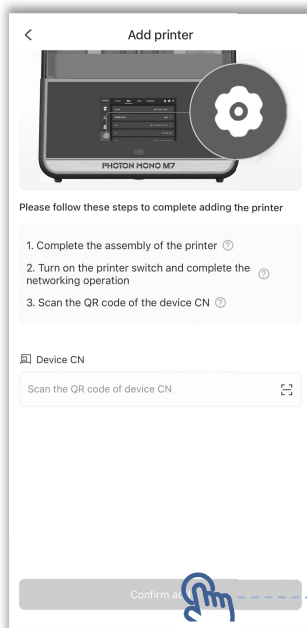 Add printer
PHOTON MONO M7
Please follow these steps to complete adding the printer
1. Complete the assembly of the printer ?
2. Turn on the printer switch and complete the
networking operation ?
3. Scan the QR code of the device CN ?
Device CN
Scan the QR code of device CN
Confirm